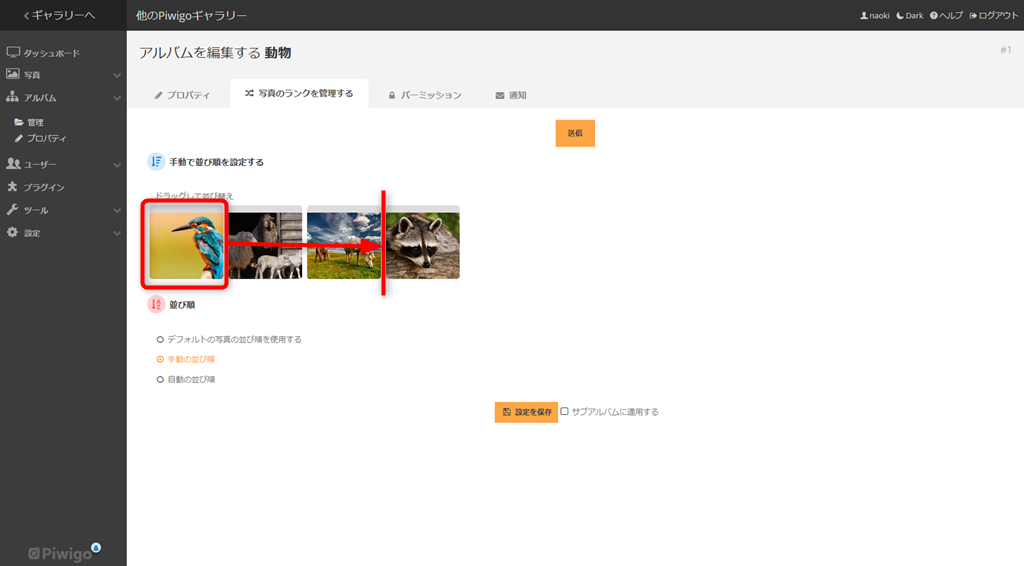 ギャラリーへ
他のPiwigoギャラリー
naoki Dark ヘルプ ログアウト
ダッシュボード
写真
アルバム
管理
プロパティ
ユーザー
プラグイン
ツール
設定
Piwigo
アルバムを編集する 動物
#1
プロパティ
写真のランクを管理する
パーミッション
通知
送信
手動で並び順を設定する
ドラッグして並び替え
並び順
デフォルトの写真の並び順を使用する
手動の並び順
自動の並び順
設定を保存 サブアルバムに適用する